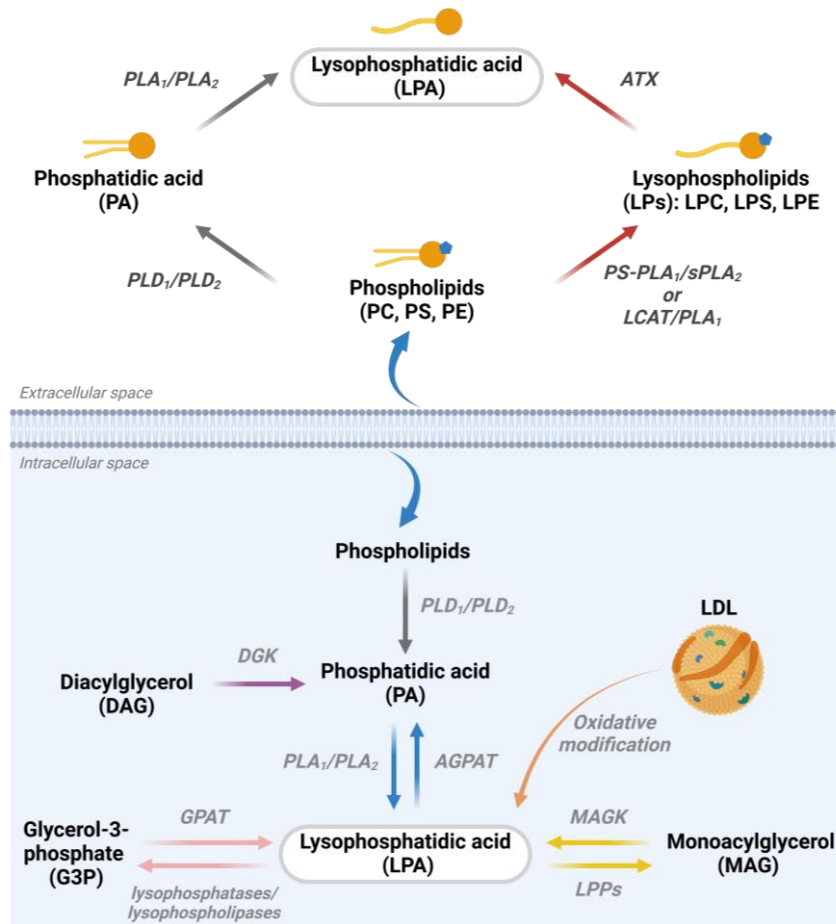 Lysophosphatidic acid
(LPA)
PLA₁/PLA₂
ATX
Phosphatidic acid
(PA)
Lysophospholipids
(LPs): LPC, LPS, LPE
PLD₁/PLD₂
Phospholipids
(PC, PS, PE)
PS-PLA₁/sPLA₂
or
LCAT/PLA₁
Extracellular space
Intracellular space
Phospholipids
PLD₁/PLD₂
LDL
DGK
Diacylglycerol
(DAG)
Phosphatidic acid
(PA)
Oxidative
modification
PLA₁/PLA₂
AGPAT
GPAT
MAGK
Glycerol-3-
phosphate
(G3P)
Lysophosphatidic acid
(LPA)
Monoacylglycerol
(MAG)
lysophosphatases/
lysophospholipases
LPPs